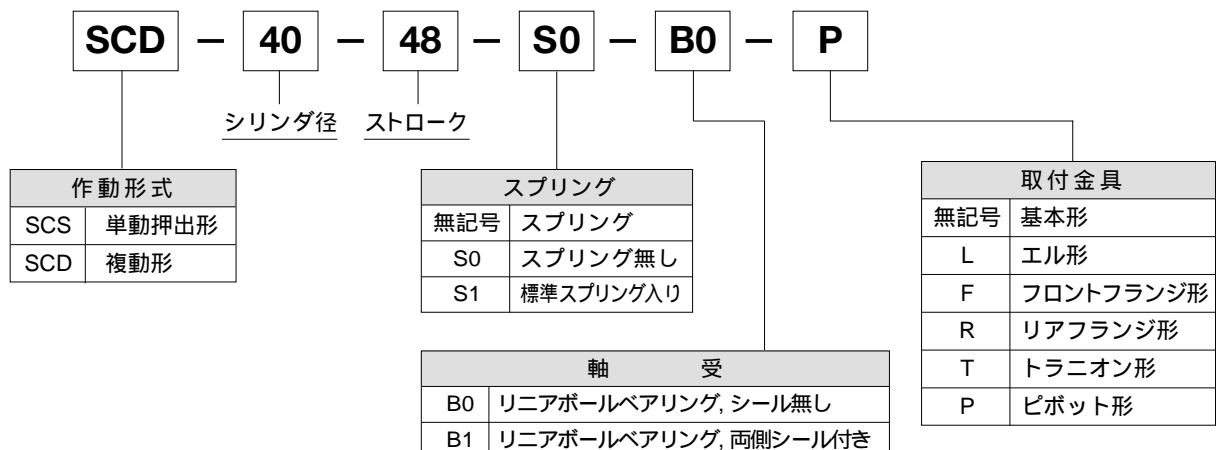 SCD － 40 － 48 － S0 － B0 － P
シリンダ径
ストローク
作動形式
SCS 単動押出形
SCD 複動形
スプリング
無記号 スプリング
S0 スプリング無し
S1 標準スプリング入り
軸受
B0 リニアボールベアリング, シール無し
B1 リニアボールベアリング, 両側シール付き
取付金具
無記号 基本形
L エル形
F フロントフランジ形
R リアフランジ形
T トラニオン形
P ピボット形